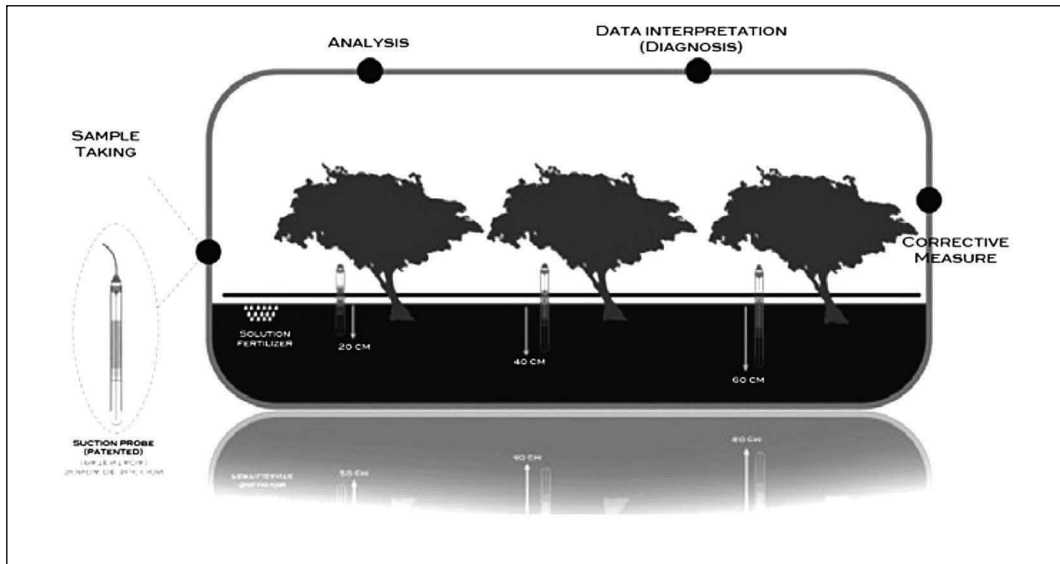 ANALYSIS
DATA INTERPRETATION
(DIAGNOSIS)
SAMPLE
TAKING
CORRECTIVE
MEASURE
SOLUTION
FERTILIZER
20 CM
40 CM
60 CM
SUCTION PROBE
(PATENTED)